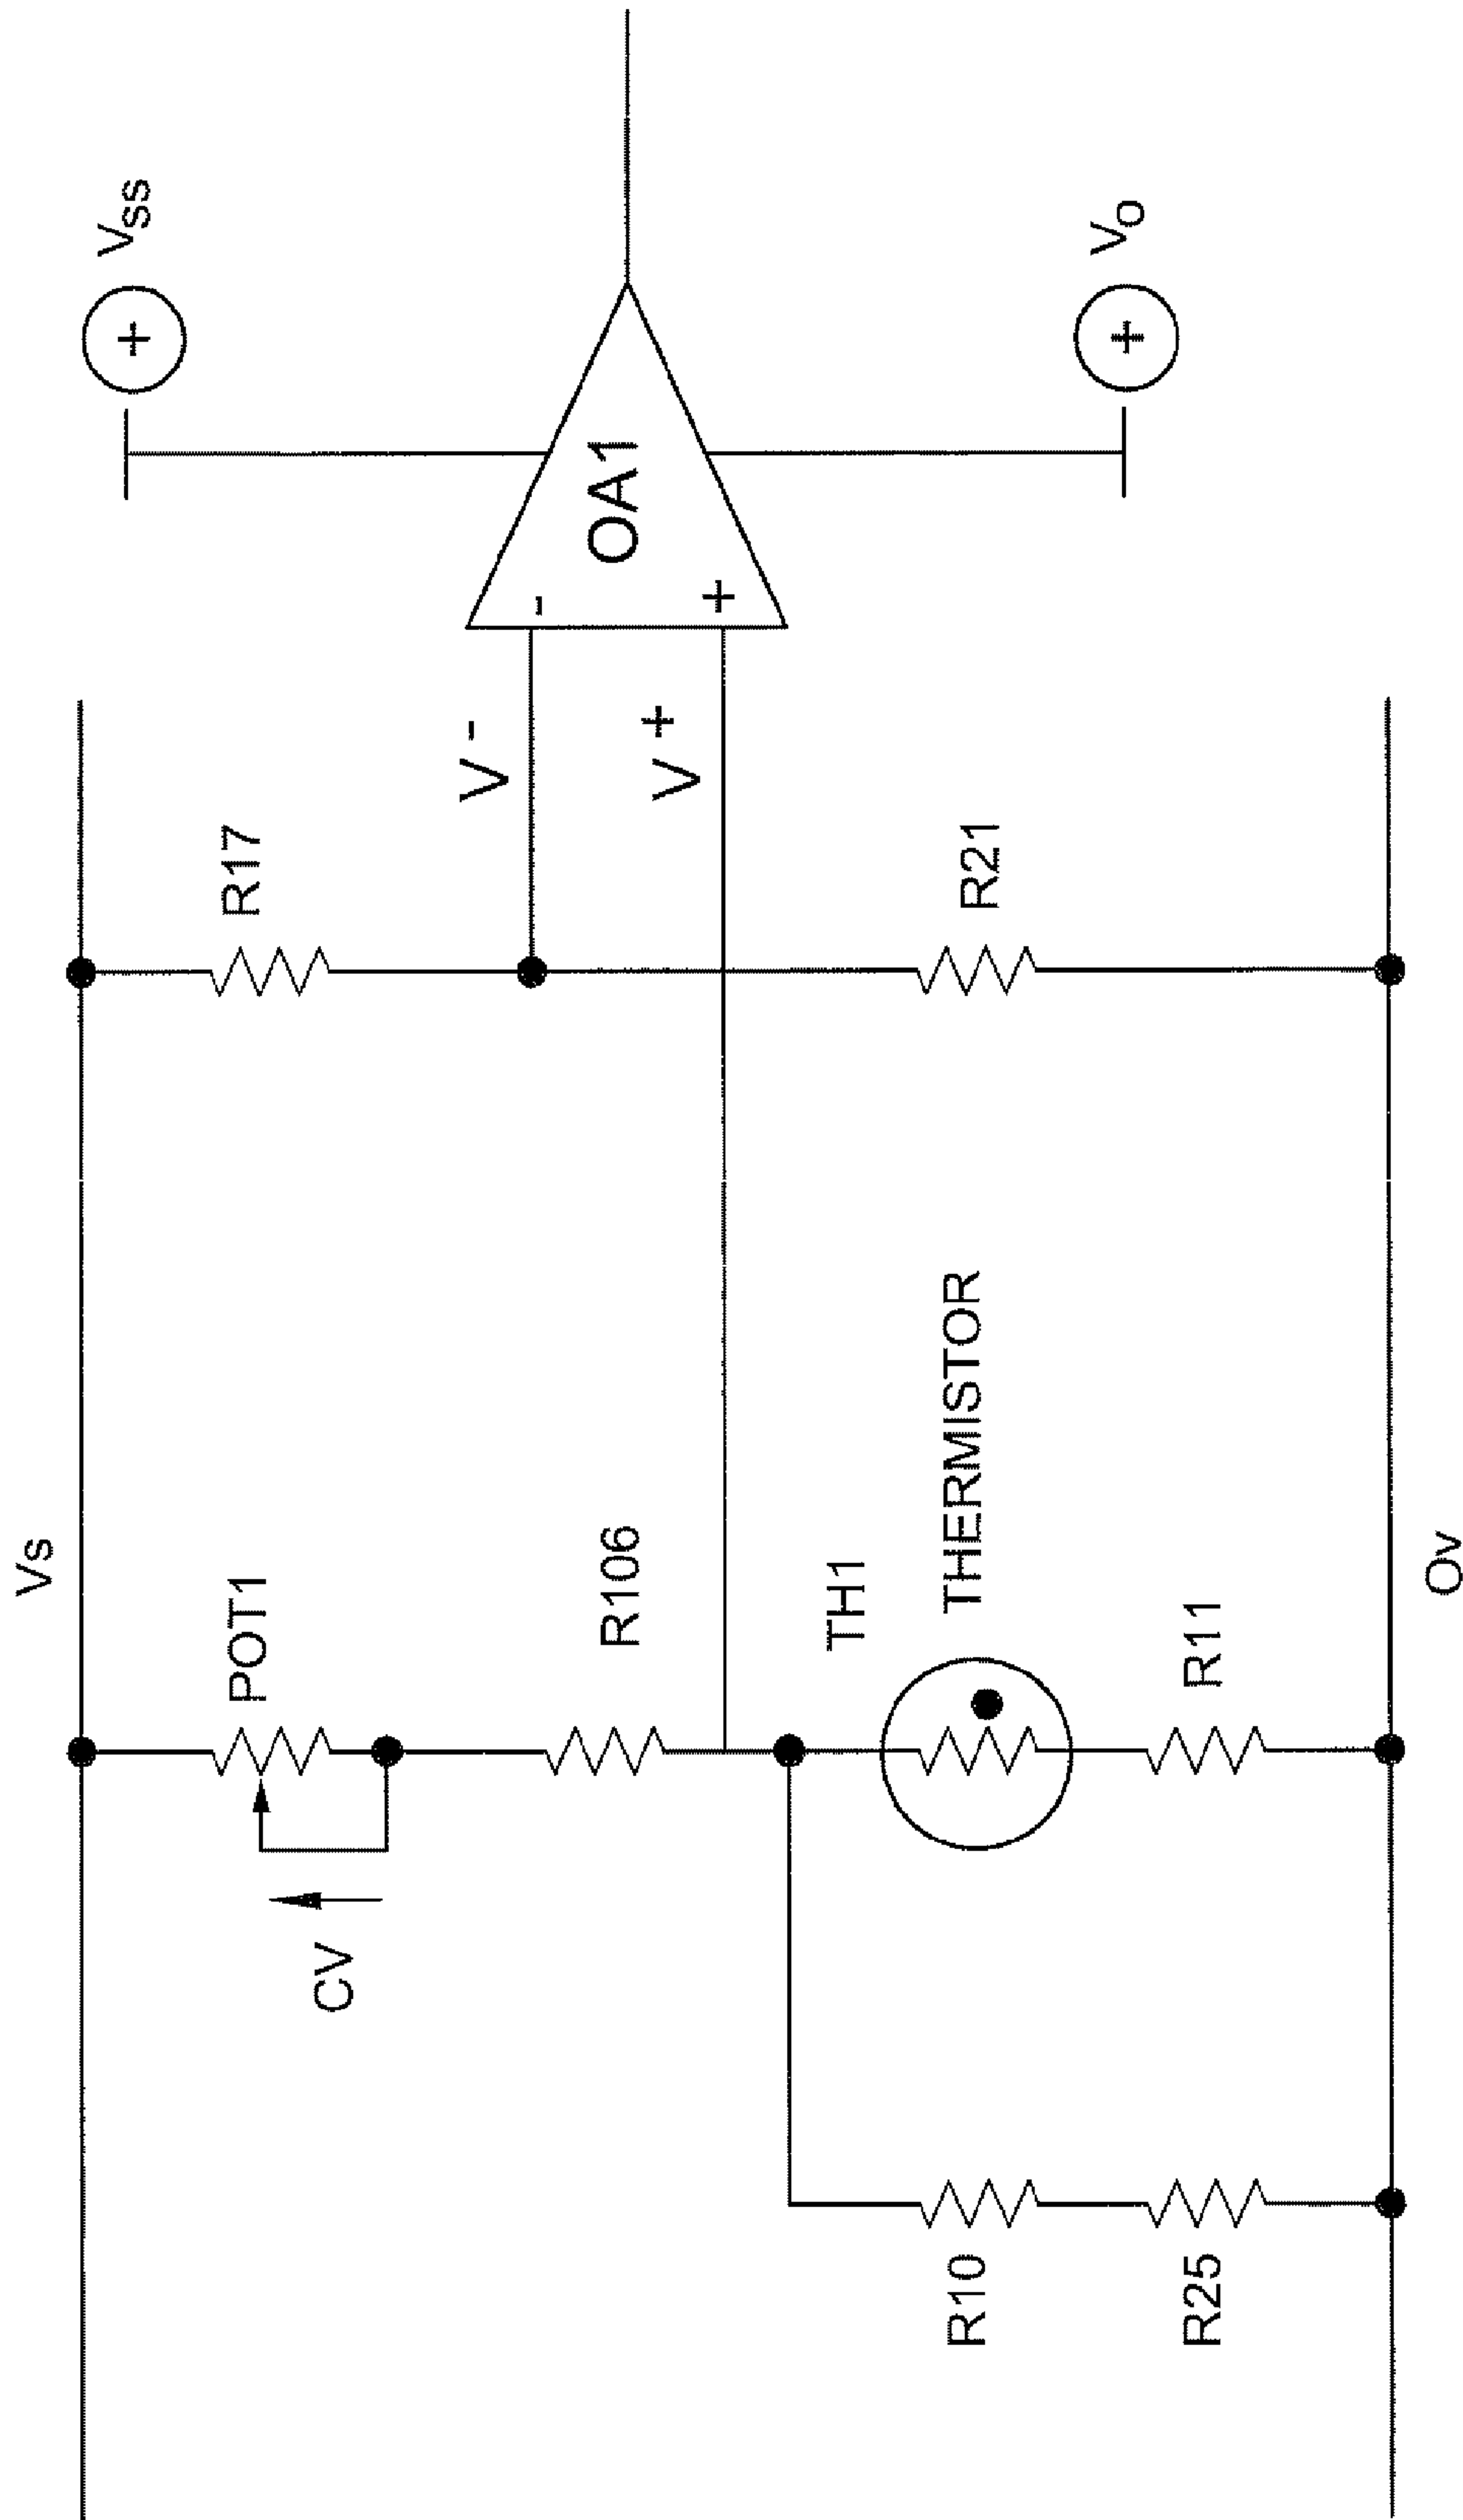 Vs
POT1
CV
R106
TH1
THERMISTOR
R11
R10
R25
Ov
R17
R21
V -
V +
-
+
OA1
+
Vss
+
Vo